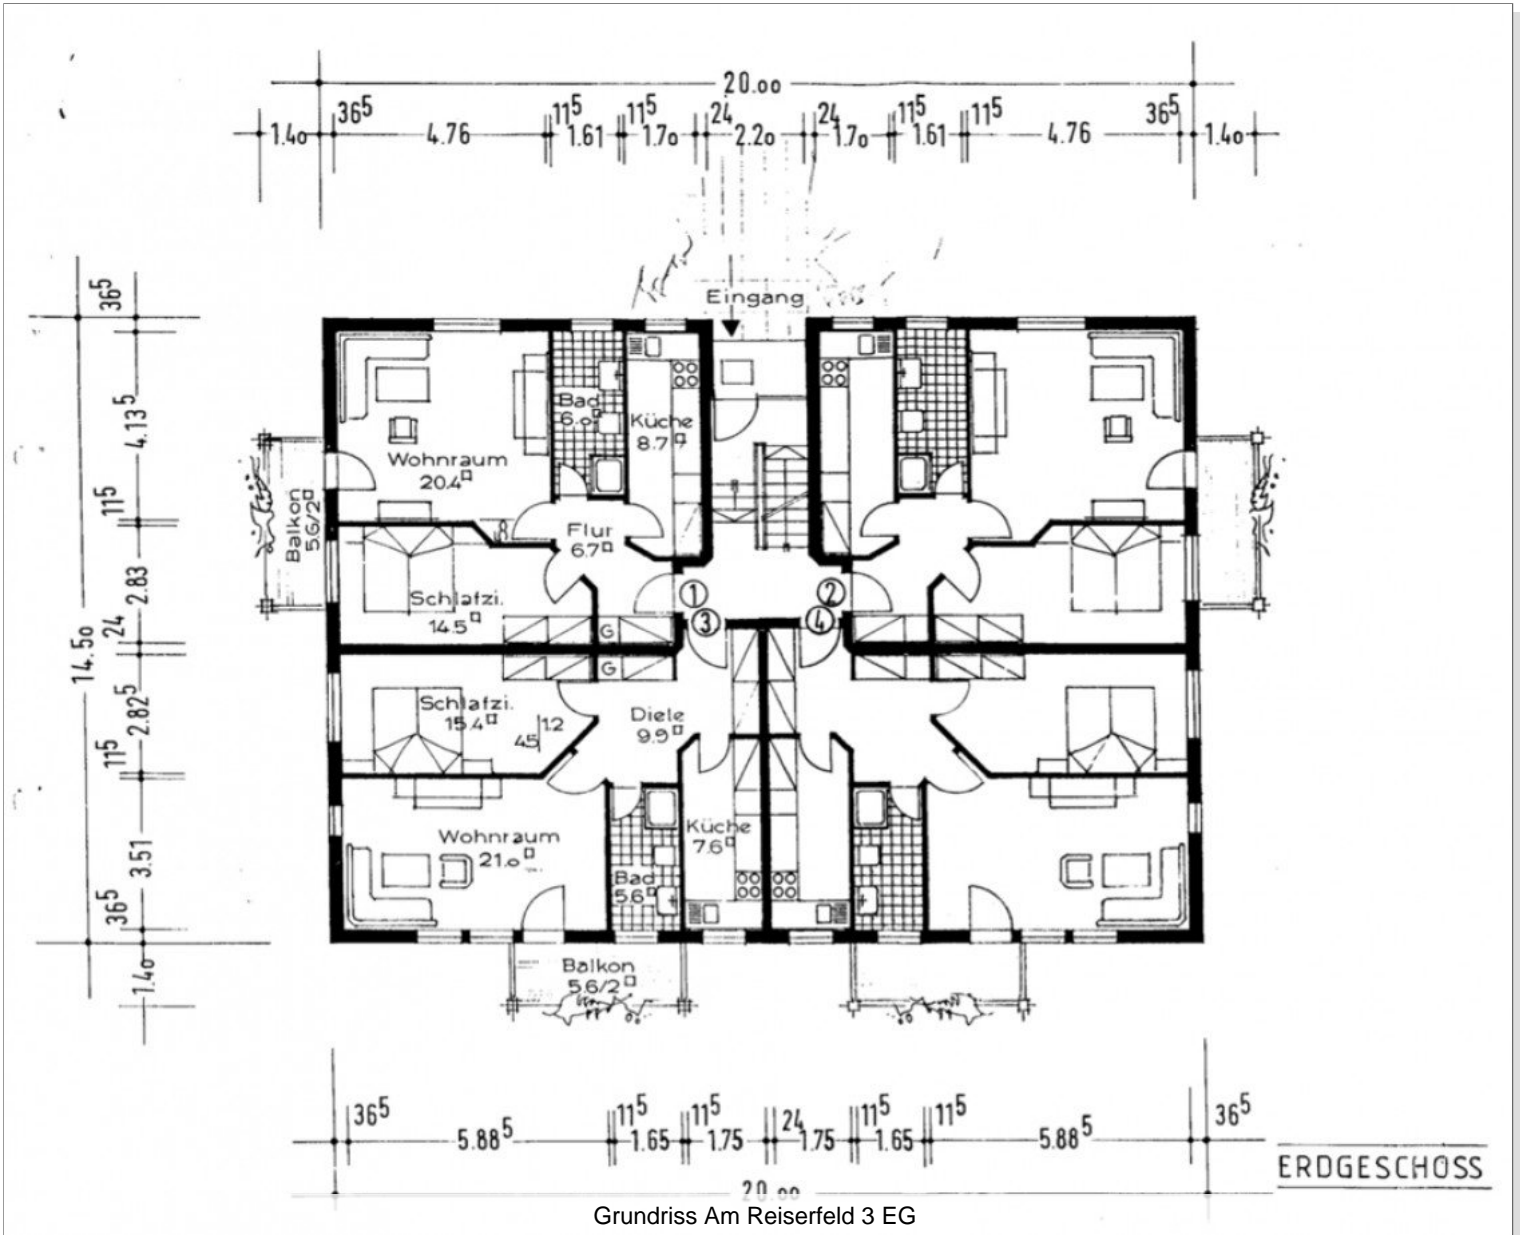 20.00
36⁵ 11⁵ 11⁵ 24 24 11⁵ 11⁵ 36⁵
1.40 4.76 1.61 1.70 2.20 1.70 1.61 4.76 1.40
Eingang
36⁵
4.13⁵
11⁵
2.83
24
14.50
2.82⁵
11⁵
3.51
36⁵
1.40
Bad
6.0
Küche
8.7
Wohnraum
20.4
Balkon
5.6/2
Flur
6.7
Schlafzi.
14.5
G
1
2
3
4
G
Schlafzi.
15.4
45 12
Diele
9.9
Wohnraum
21.0
Küche
7.6
Bad
5.6
Balkon
5.6/2
36⁵ 11⁵ 11⁵ 24 11⁵ 11⁵ 36⁵
5.88⁵ 1.65 1.75 1.75 1.65 5.88⁵
20.00
ERDGESCHOSS
Grundriss Am Reiserfeld 3 EG